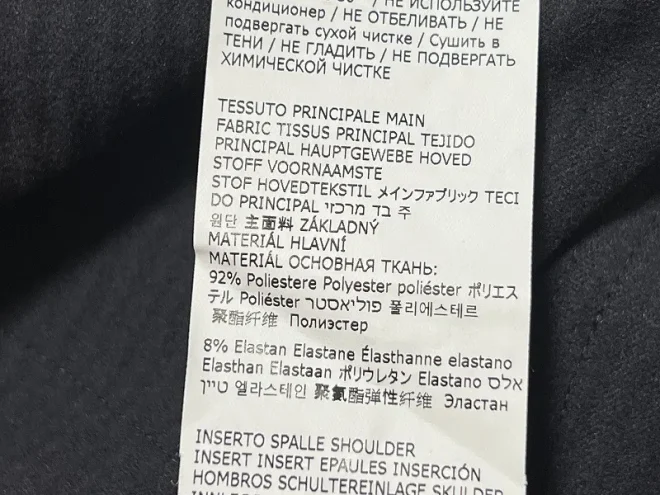 НЕ ИСПОЛЬЗУЙТЕ
кондиционер / НЕ ОТБЕЛИВАТЬ / НЕ
подвергать сухой чистке / Сушить в
ТЕНИ / НЕ ГЛАДИТЬ / НЕ ПОДВЕРГАТЬ
ХИМИЧЕСКОЙ ЧИСТКЕ
TESSUTO PRINCIPALE MAIN
FABRIC TISSUS PRINCIPAL TEJIDO
PRINCIPAL HAUPTGEWEBE HOVED
STOFF VOORNAAMSTE
STOF HOVEDTEKSTIL メインファブリック TECI
DO PRINCIPAL בד מרכזי 주
원단 主面料 ZÁKLADNÝ
MATERIÁL HLAVNÍ
MATERIÁL ОСНОВНАЯ ТКАНЬ:
92% Poliestere Polyester poliéster ポリエス
テル Poliéster פוליאסטר 폴리에스테르
聚酯纤维 Полиэстер
8% Elastan Elastane Élasthanne elastano
Elasthan Elastaan ポリウレタン Elastano אלס
טיין 엘라스테인 聚氨酯弹性纤维 Эластан
INSERTO SPALLE SHOULDER
INSERT INSERT EPAULES INSERCIÓN
HOMBROS SCHULTEREINLAGE SKULDER